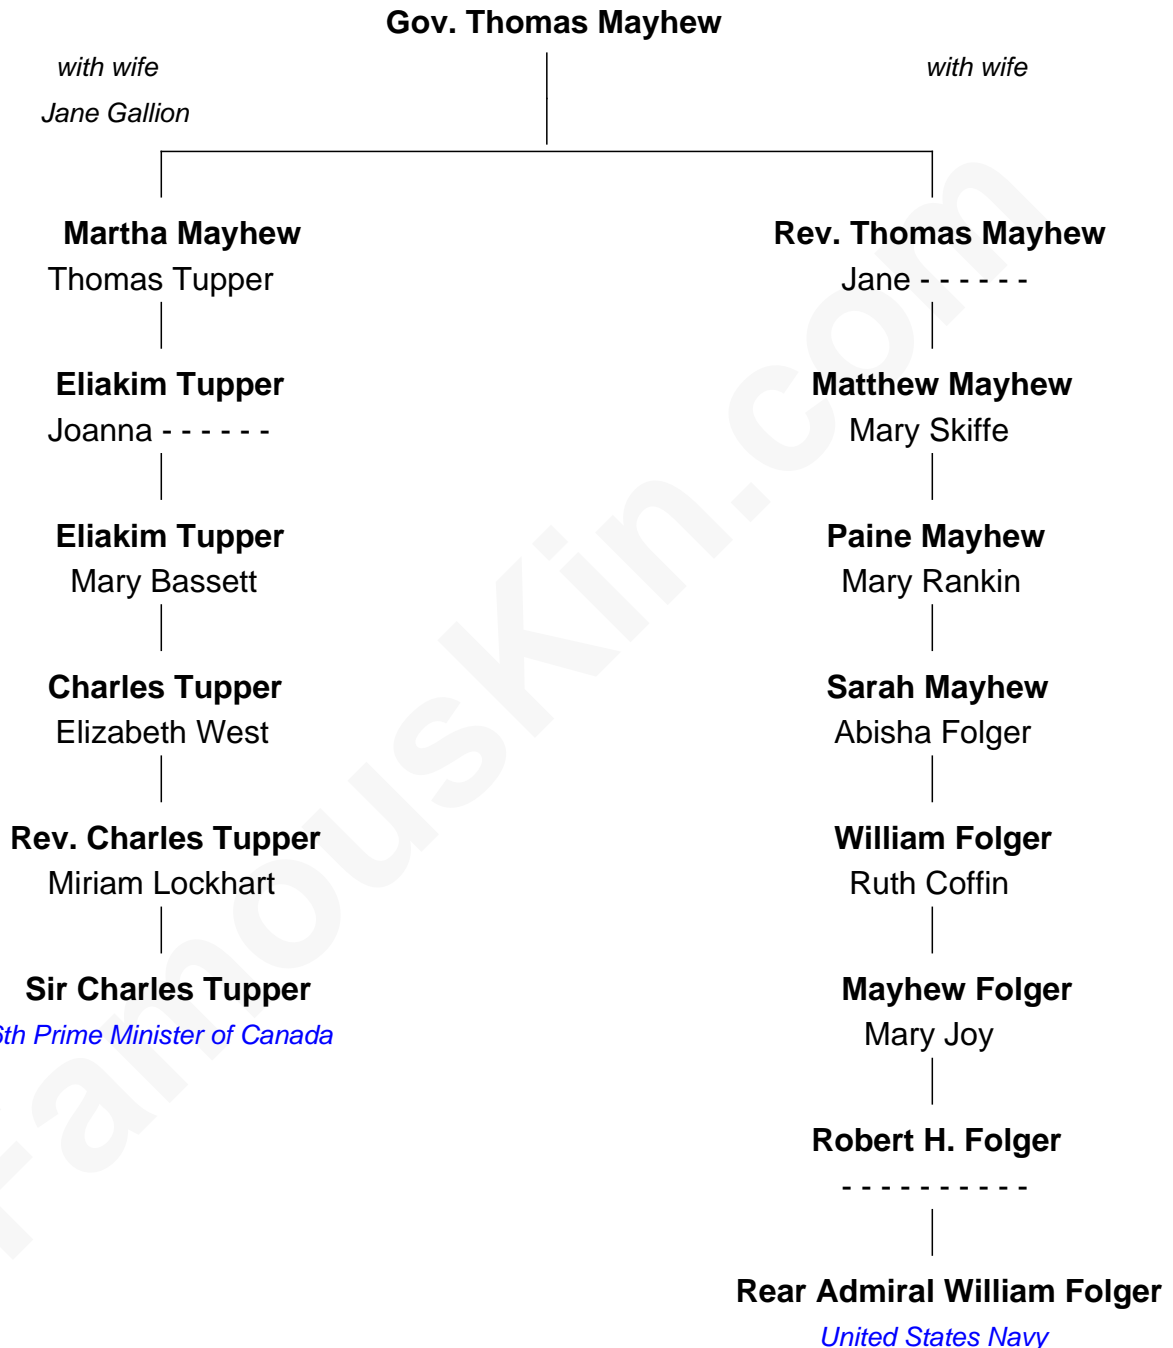 Gov. Thomas Mayhew
with wife
Jane Gallion
with wife
Martha Mayhew
Thomas Tupper
Rev. Thomas Mayhew
Jane - - - - - -
Eliakim Tupper
Joanna - - - - - -
Matthew Mayhew
Mary Skiffe
Eliakim Tupper
Mary Bassett
Paine Mayhew
Mary Rankin
Charles Tupper
Elizabeth West
Sarah Mayhew
Abisha Folger
Rev. Charles Tupper
Miriam Lockhart
William Folger
Ruth Coffin
Sir Charles Tupper
6th Prime Minister of Canada
Mayhew Folger
Mary Joy
Robert H. Folger
- - - - - - - - - -
Rear Admiral William Folger
United States Navy
FamousKin.com